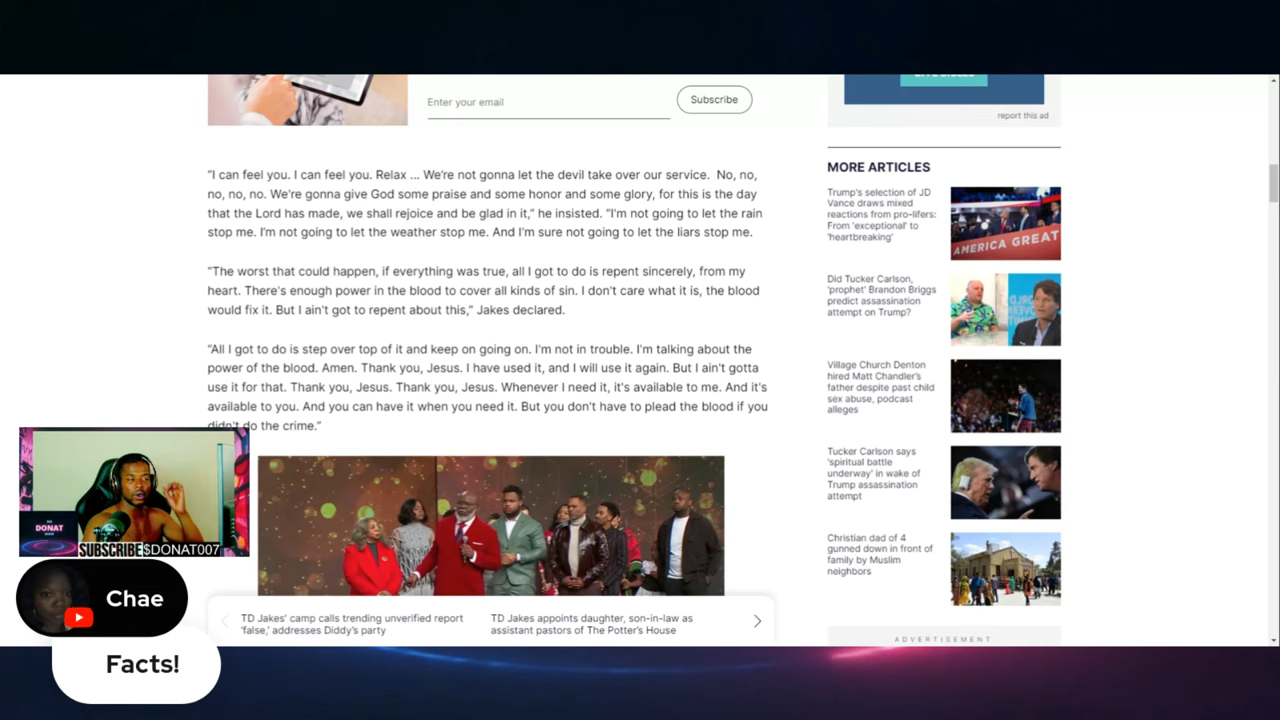 Enter your email
Subscribe
report this ad
"I can feel you. I can feel you. Relax ... We're not gonna let the devil take over our service. No, no,
no, no, no. We're gonna give God some praise and some honor and some glory, for this is the day
that the Lord has made, we shall rejoice and be glad in it," he insisted. "I'm not going to let the rain
stop me. I'm not going to let the weather stop me. And I'm sure not going to let the liars stop me.
"The worst that could happen, if everything was true, all I got to do is repent sincerely, from my
heart. There's enough power in the blood to cover all kinds of sin. I don't care what it is, the blood
would fix it. But I ain't got to repent about this," Jakes declared.
"All I got to do is step over top of it and keep on going on. I'm not in trouble. I'm talking about the
power of the blood. Amen. Thank you, Jesus. I have used it, and I will use it again. But I ain't gotta
use it for that. Thank you, Jesus. Thank you, Jesus. Whenever I need it, it's available to me. And it's
available to you. And you can have it when you need it. But you don't have to plead the blood if you
didn't do the crime."
MORE ARTICLES
Trump's selection of JD
Vance draws mixed
reactions from pro-lifers:
From 'exceptional' to
'heartbreaking'
AMERICA GREAT
Did Tucker Carlson,
'prophet' Brandon Briggs
predict assassination
attempt on Trump?
Village Church Denton
hired Matt Chandler's
father despite past child
sex abuse, podcast
alleges
Tucker Carlson says
'spiritual battle
underway' in wake of
Trump assassination
attempt
Christian dad of 4
gunned down in front of
family by Muslim
neighbors
ADVERTISEMENT
DONAT
SUBSCRIBE $DONAT007
Chae
Facts!
TD Jakes' camp calls trending unverified report
'false,' addresses Diddy's party
TD Jakes appoints daughter, son-in-law as
assistant pastors of The Potter's House